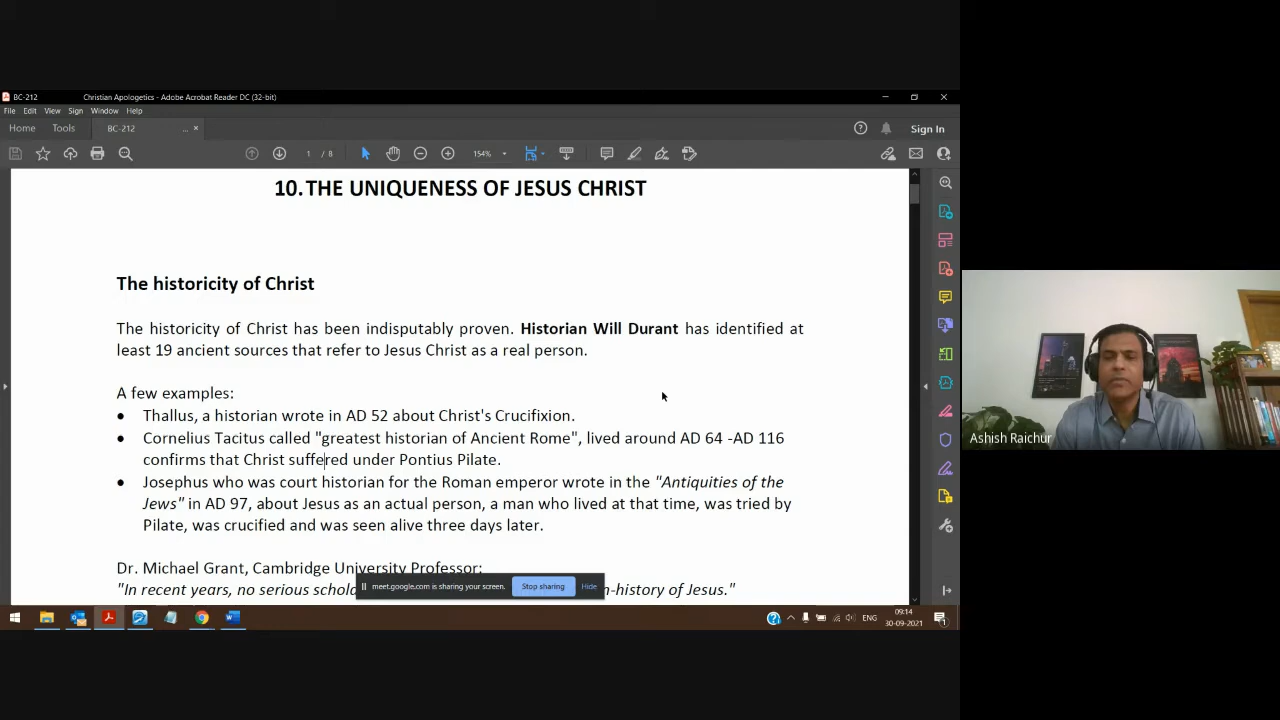 BC-212 Christian Apologetics - Adobe Acrobat Reader DC (32-bit)
File Edit View Sign Window Help
Home Tools BC-212 ... × Sign In
1 / 8 154%
10. THE UNIQUENESS OF JESUS CHRIST
The historicity of Christ
The historicity of Christ has been indisputably proven. Historian Will Durant has identified at
least 19 ancient sources that refer to Jesus Christ as a real person.
A few examples:
● Thallus, a historian wrote in AD 52 about Christ's Crucifixion.
● Cornelius Tacitus called "greatest historian of Ancient Rome", lived around AD 64 -AD 116
confirms that Christ suffered under Pontius Pilate.
● Josephus who was court historian for the Roman emperor wrote in the "Antiquities of the
Jews" in AD 97, about Jesus as an actual person, a man who lived at that time, was tried by
Pilate, was crucified and was seen alive three days later.
Dr. Michael Grant, Cambridge University Professor:
"In recent years, no serious schola n-history of Jesus."
meet.google.com is sharing your screen. Stop sharing Hide
ENG 09:14
30-09-2021
Ashish Raichur